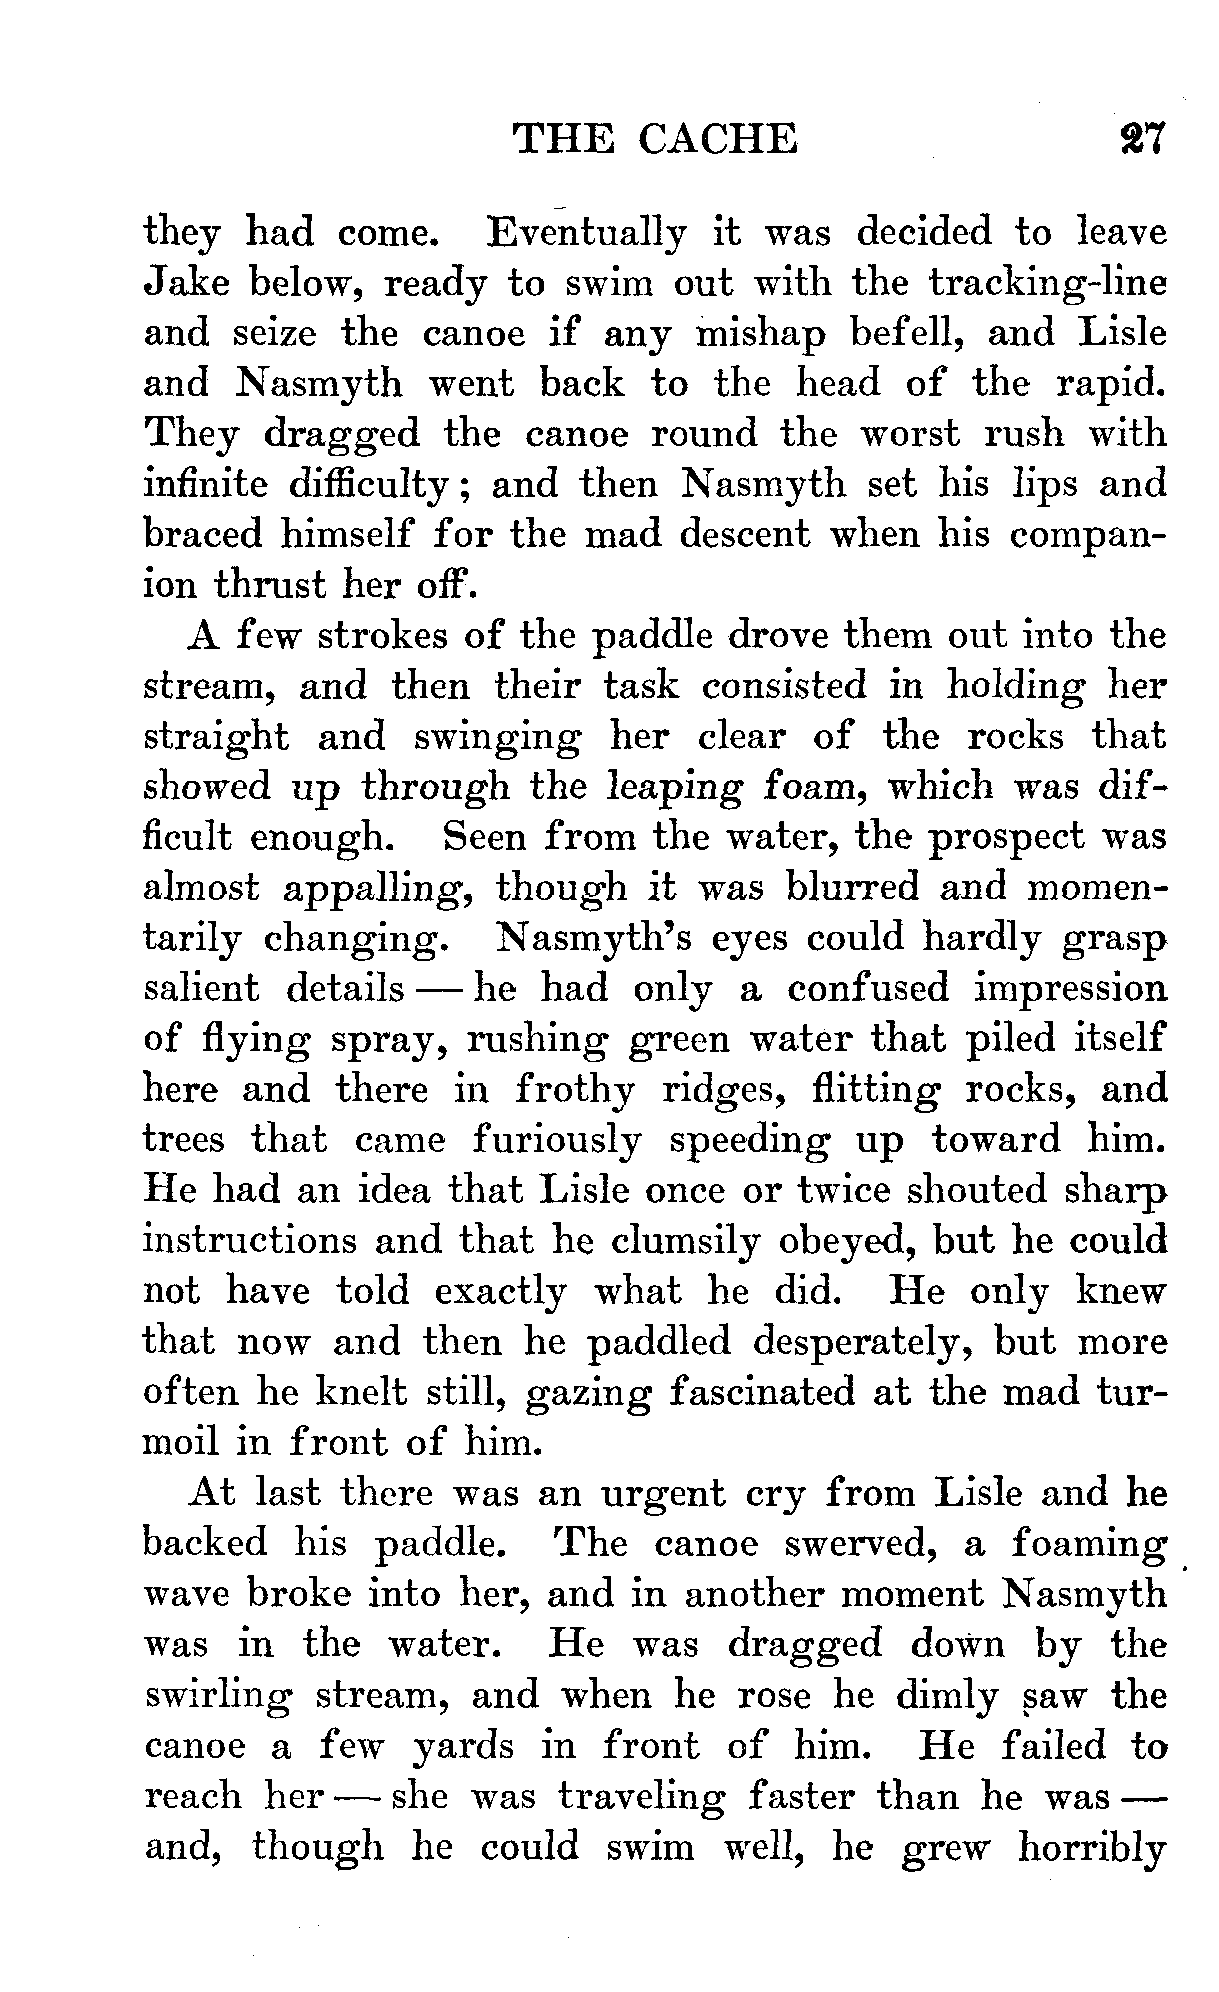 THE CACHE 27
they had come. Eventually it was decided to leave
Jake below, ready to swim out with the tracking-line
and seize the canoe if any mishap befell, and Lisle
and Nasmyth went back to the head of the rapid.
They dragged the canoe round the worst rush with
infinite difficulty; and then Nasmyth set his lips and
braced himself for the mad descent when his compan-
ion thrust her off.
A few strokes of the paddle drove them out into the
stream, and then their task consisted in holding her
straight and swinging her clear of the rocks that
showed up through the leaping foam, which was dif-
ficult enough. Seen from the water, the prospect was
almost appalling, though it was blurred and momen-
tarily changing. Nasmyth's eyes could hardly grasp
salient details — he had only a confused impression
of flying spray, rushing green water that piled itself
here and there in frothy ridges, flitting rocks, and
trees that came furiously speeding up toward him.
He had an idea that Lisle once or twice shouted sharp
instructions and that he clumsily obeyed, but he could
not have told exactly what he did. He only knew
that now and then he paddled desperately, but more
often he knelt still, gazing fascinated at the mad tur-
moil in front of him.
At last there was an urgent cry from Lisle and he
backed his paddle. The canoe swerved, a foaming
wave broke into her, and in another moment Nasmyth
was in the water. He was dragged down by the
swirling stream, and when he rose he dimly saw the
canoe a few yards in front of him. He failed to
reach her — she was traveling faster than he was —
and, though he could swim well, he grew horribly